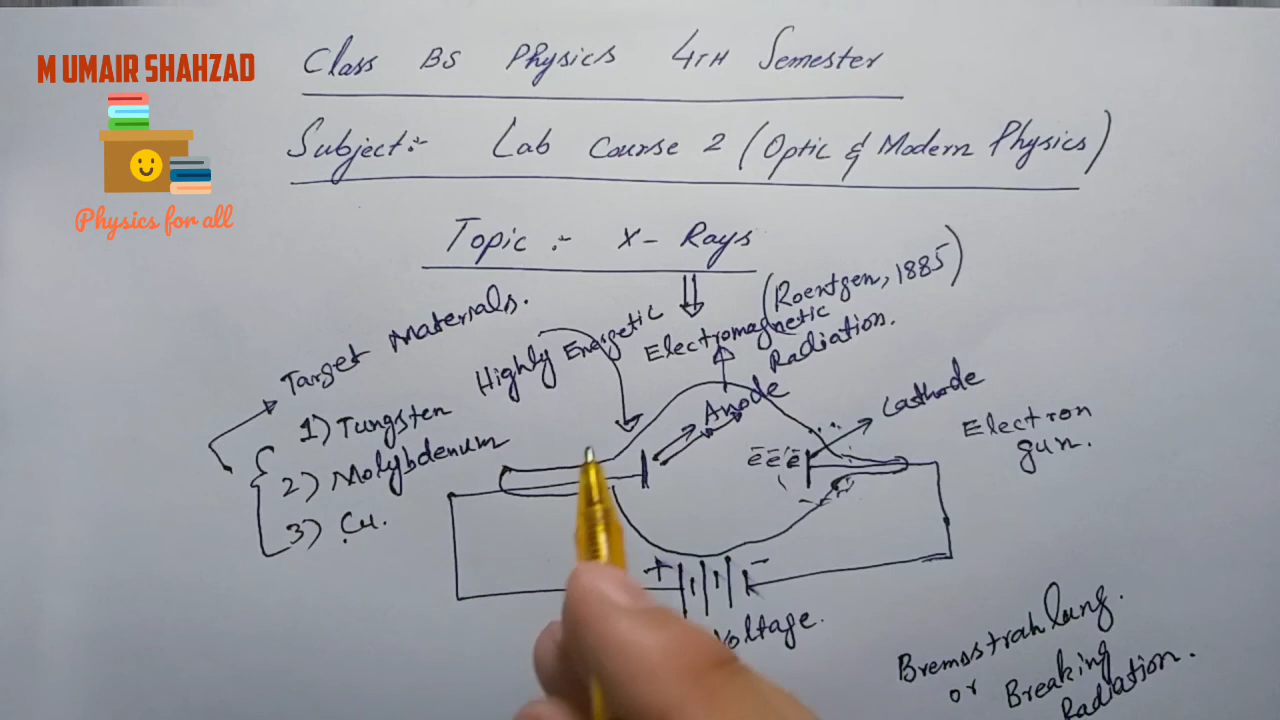 M UMAIR SHAHZAD
Physics for all
Class BS Physics 4TH Semester
Subject:- Lab Course 2 (Optic & Modern Physics)
Topic :- X-Rays
(Roentgen, 1885)
Highly Energetic Electromagnetic
Radiation.
Target Materials.
1) Tungsten
2) Molybdenum
3) Cu.
Anode
Cathode
ē ē ē
Electron
gun.
+ -
Voltage.
Bremsstrahlung.
or Breaking
Radiation.